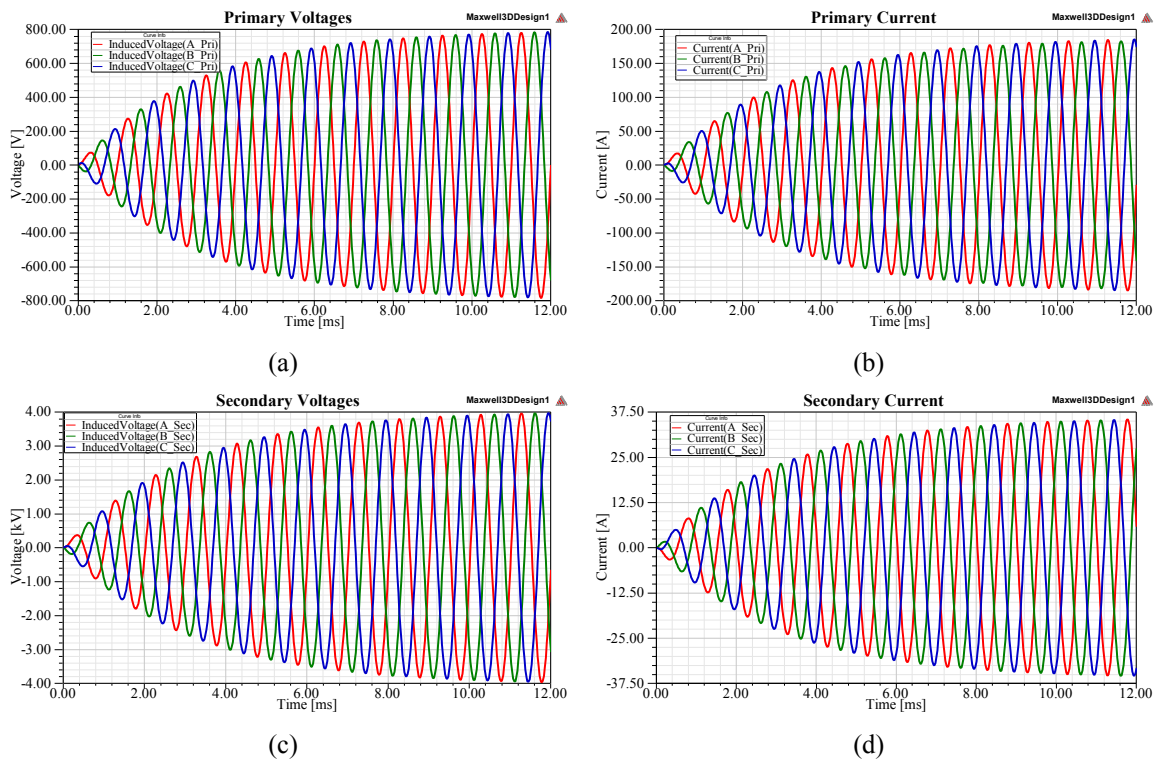 Primary Voltages
Maxwell3DDesign1
Curve Info
InducedVoltage(A_Pri)
InducedVoltage(B_Pri)
InducedVoltage(C_Pri)
800.00
600.00
400.00
200.00
0.00
-200.00
-400.00
-600.00
-800.00
Voltage [V]
0.00 2.00 4.00 6.00 8.00 10.00 12.00
Time [ms]
(a)
Primary Current
Maxwell3DDesign1
Curve Info
Current(A_Pri)
Current(B_Pri)
Current(C_Pri)
200.00
150.00
100.00
50.00
0.00
-50.00
-100.00
-150.00
-200.00
Current [A]
0.00 2.00 4.00 6.00 8.00 10.00 12.00
Time [ms]
(b)
Secondary Voltages
Maxwell3DDesign1
Curve Info
InducedVoltage(A_Sec)
InducedVoltage(B_Sec)
InducedVoltage(C_Sec)
4.00
3.00
2.00
1.00
0.00
-1.00
-2.00
-3.00
-4.00
Voltage [kV]
0.00 2.00 4.00 6.00 8.00 10.00 12.00
Time [ms]
(c)
Secondary Current
Maxwell3DDesign1
Curve Info
Current(A_Sec)
Current(B_Sec)
Current(C_Sec)
37.50
25.00
12.50
0.00
-12.50
-25.00
-37.50
Current [A]
0.00 2.00 4.00 6.00 8.00 10.00 12.00
Time [ms]
(d)